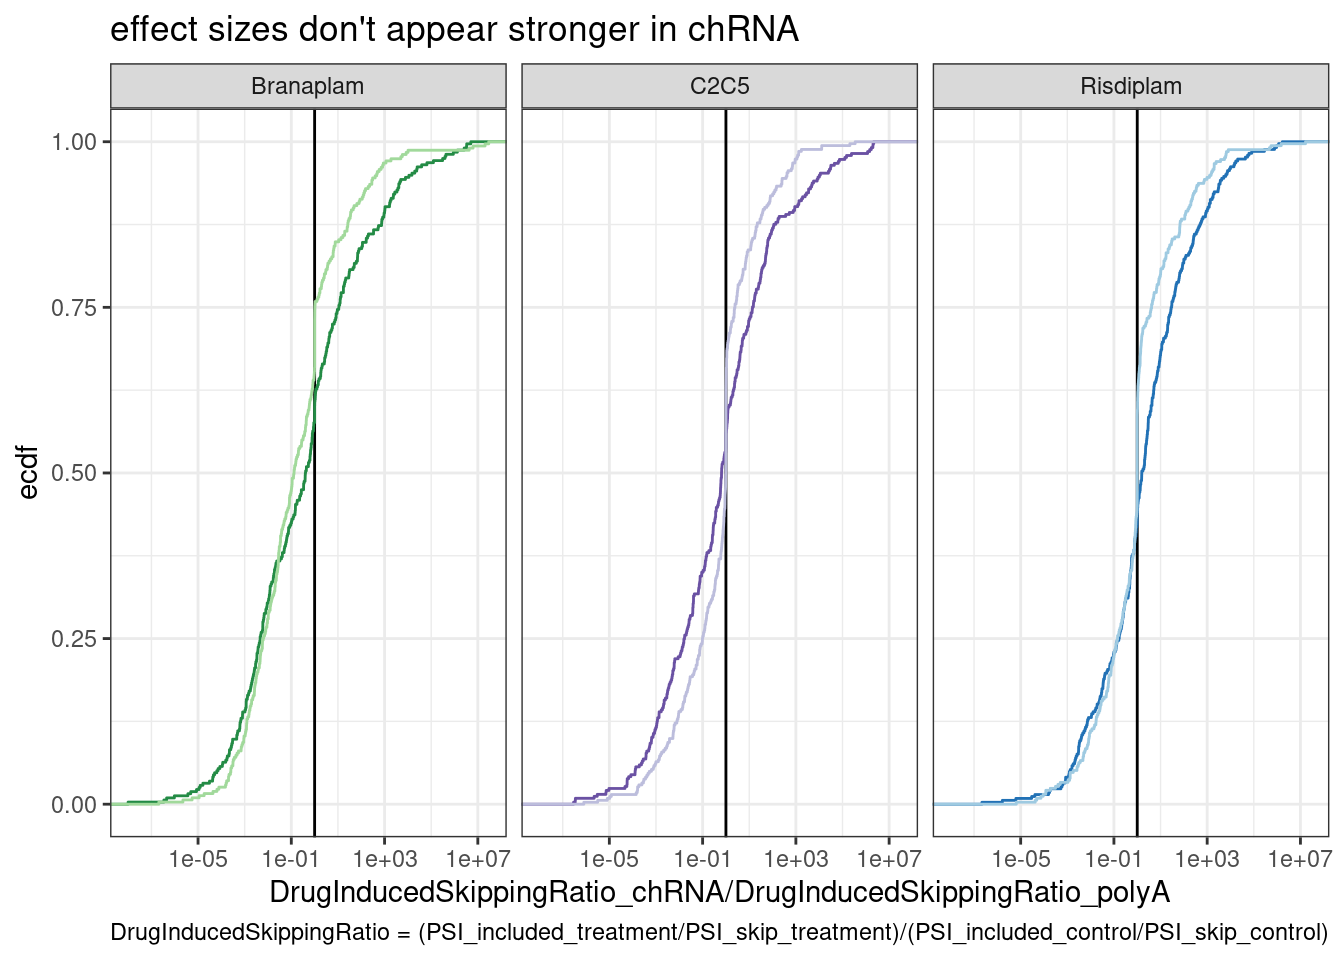 effect sizes don't appear stronger in chRNA
Branaplam
C2C5
Risdiplam
1.00
0.75
0.50
0.25
0.00
ecdf
1e-05 1e-01 1e+03 1e+07
1e-05 1e-01 1e+03 1e+07
1e-05 1e-01 1e+03 1e+07
DrugInducedSkippingRatio_chRNA/DrugInducedSkippingRatio_polyA
DrugInducedSkippingRatio = (PSI_included_treatment/PSI_skip_treatment)/(PSI_included_control/PSI_skip_control)